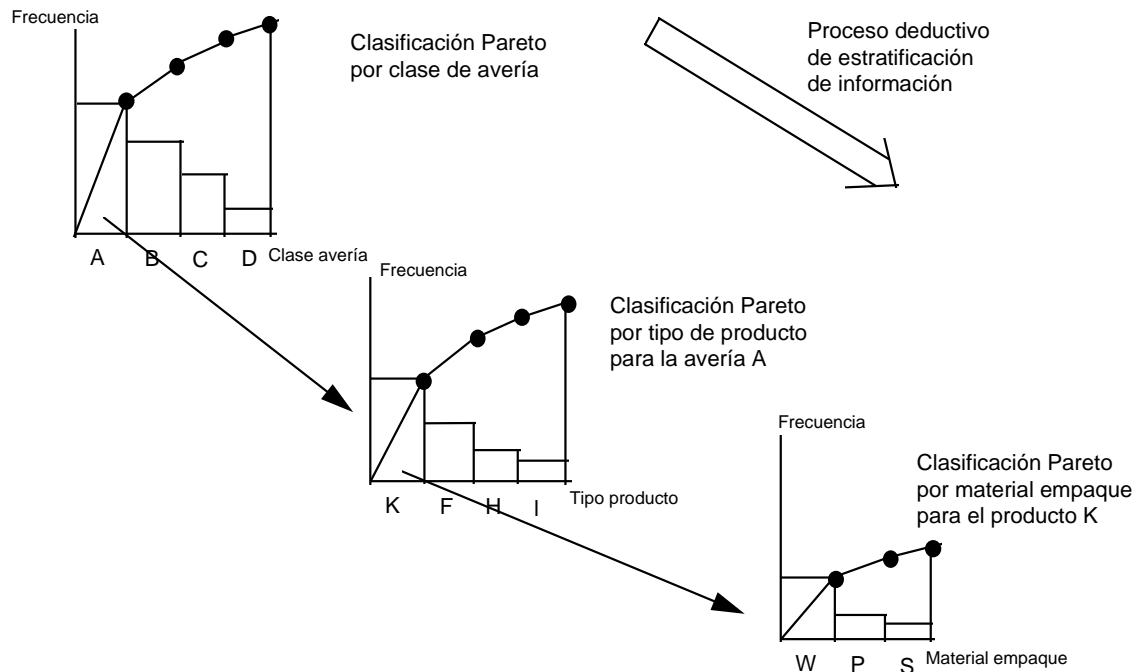 Frecuencia
Clasificación Pareto
por clase de avería
Proceso deductivo
de estratificación
de información
A B C D Clase avería
Frecuencia
Clasificación Pareto
por tipo de producto
para la avería A
K F H I Tipo producto
Frecuencia
Clasificación Pareto
por material empaque
para el producto K
W P S Material empaque